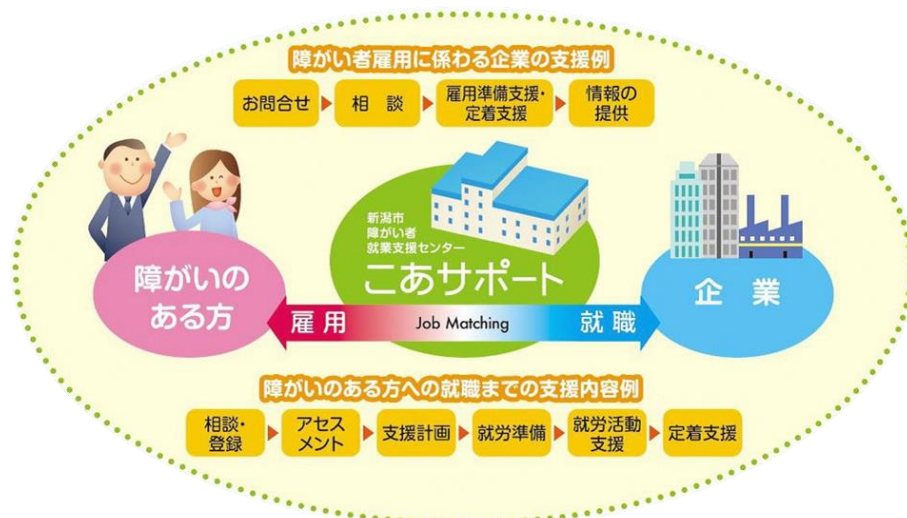 障がい者雇用に係わる企業の支援例
お問合せ
相　談
雇用準備支援・
定着支援
情報の
提供
新潟市
障がい者
就業支援センター
こあサポート
障がいの
ある方
企　業
雇用
Job Matching
就職
障がいのある方への就職までの支援内容例
相談・
登録
アセス
メント
支援計画
就労準備
就労活動
支援
定着支援